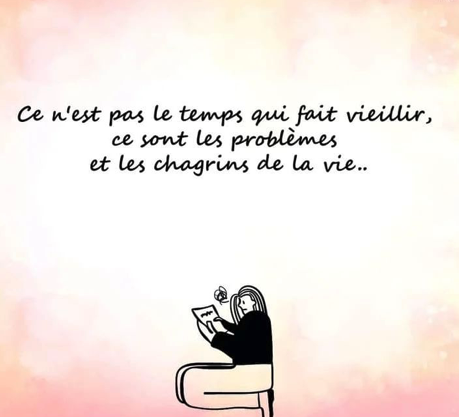 Ce n'est pas le temps qui fait vieillir,
ce sont les problèmes
et les chagrins de la vie..